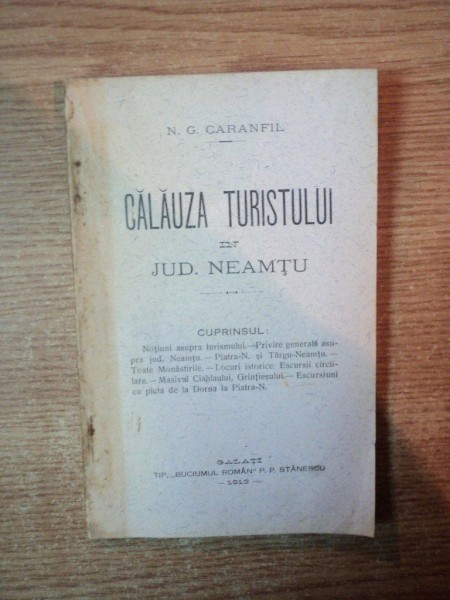 N. G. CARANFIL
CĂLĂUZA TURISTULUI
IN
JUD. NEAMȚU
CUPRINSUL:
Noțiuni asupra turismului.—Privire generală asu-
pra jud. Neamțu. — Piatra-N. și Târgu-Neamțu. —
Toate Monăstirile. — Locuri istorice. Escursii circu-
lare. — Masivul Ciahlaului, Grințieșului. — Escursiuni
cu pluta de la Dorna la Piatra-N.
GALAȚI
TIP. „BUCIUMUL ROMÂN" P. P. STĂNESCU
— 1912 —